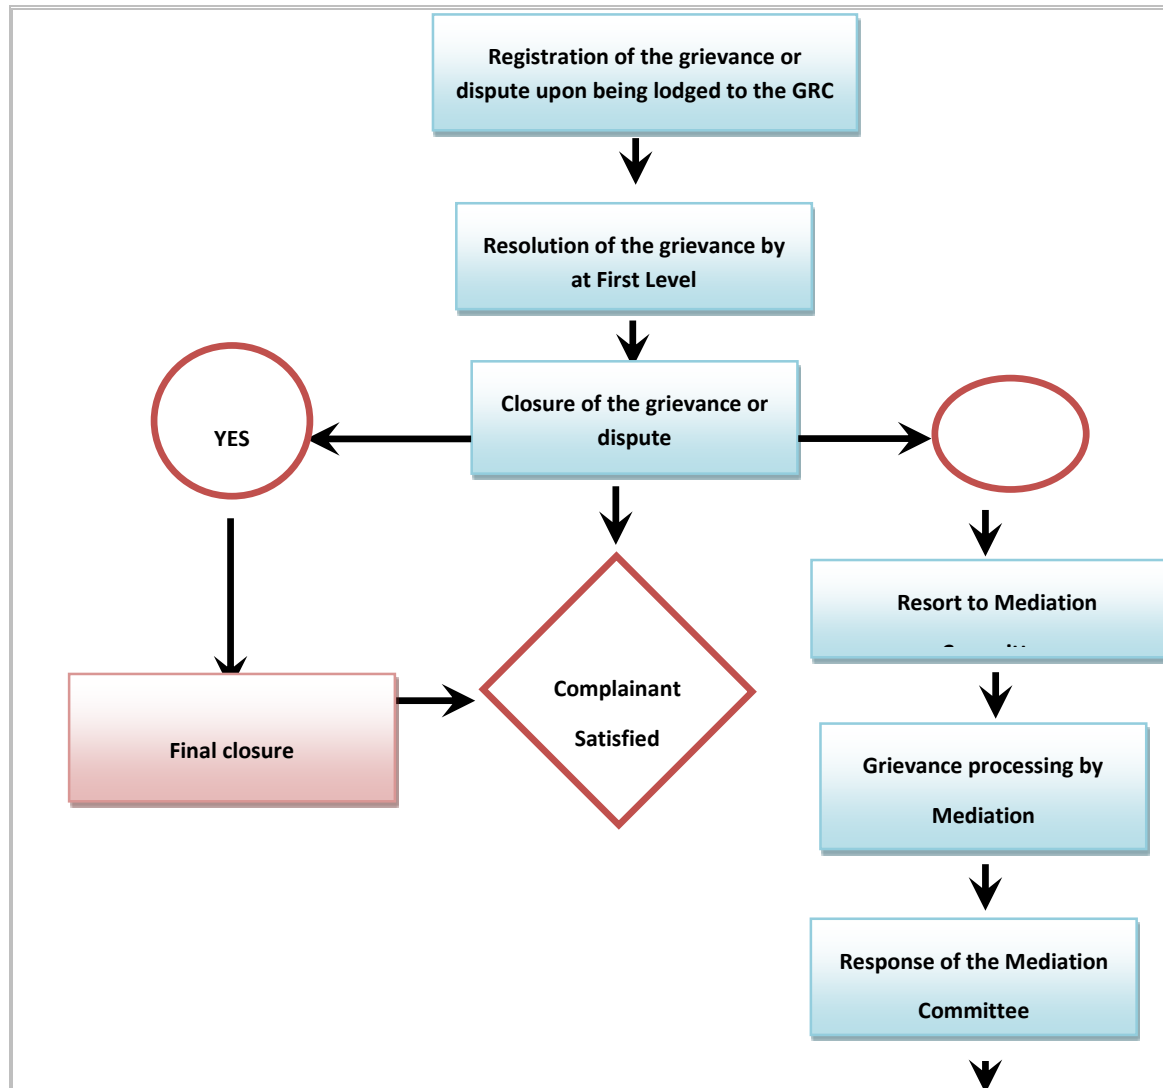 Registration of the grievance or
dispute upon being lodged to the GRC
Resolution of the grievance by
at First Level
Closure of the grievance or
dispute
YES
Resort to Mediation
Complainant
Satisfied
Final closure
Grievance processing by
Mediation
Response of the Mediation
Committee